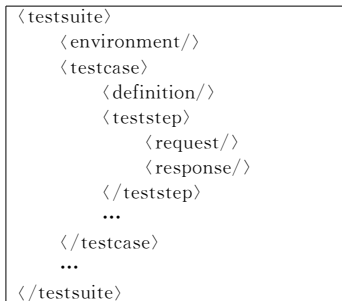 〈testsuite〉
〈environment/〉
〈testcase〉
〈definition/〉
〈teststep〉
〈request/〉
〈response/〉
〈/teststep〉
…
〈/testcase〉
…
〈/testsuite〉